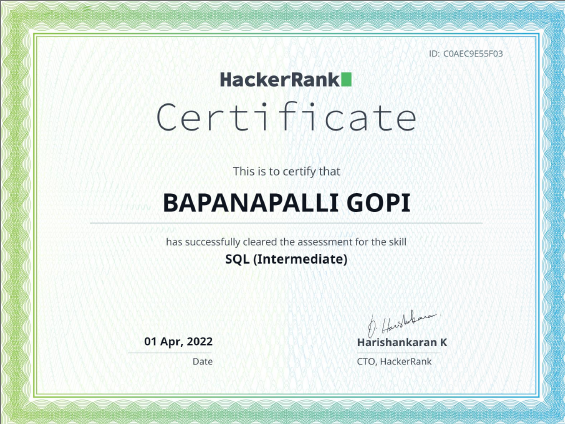 ID: C0AEC9E55F03
HackerRank
Certificate
This is to certify that
BAPANAPALLI GOPI
has successfully cleared the assessment for the skill
SQL (Intermediate)
01 Apr, 2022
Date
Harishankaran K
CTO, HackerRank